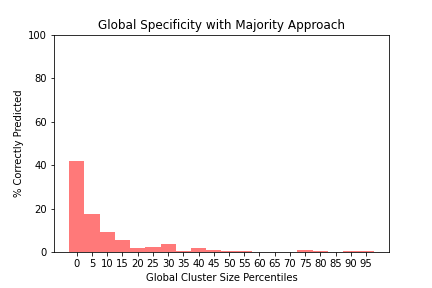 Global Specificity with Majority Approach
100
80
60
40
20
0
% Correctly Predicted
0 5 10 15 20 25 30 35 40 45 50 55 60 65 70 75 80 85 90 95
Global Cluster Size Percentiles